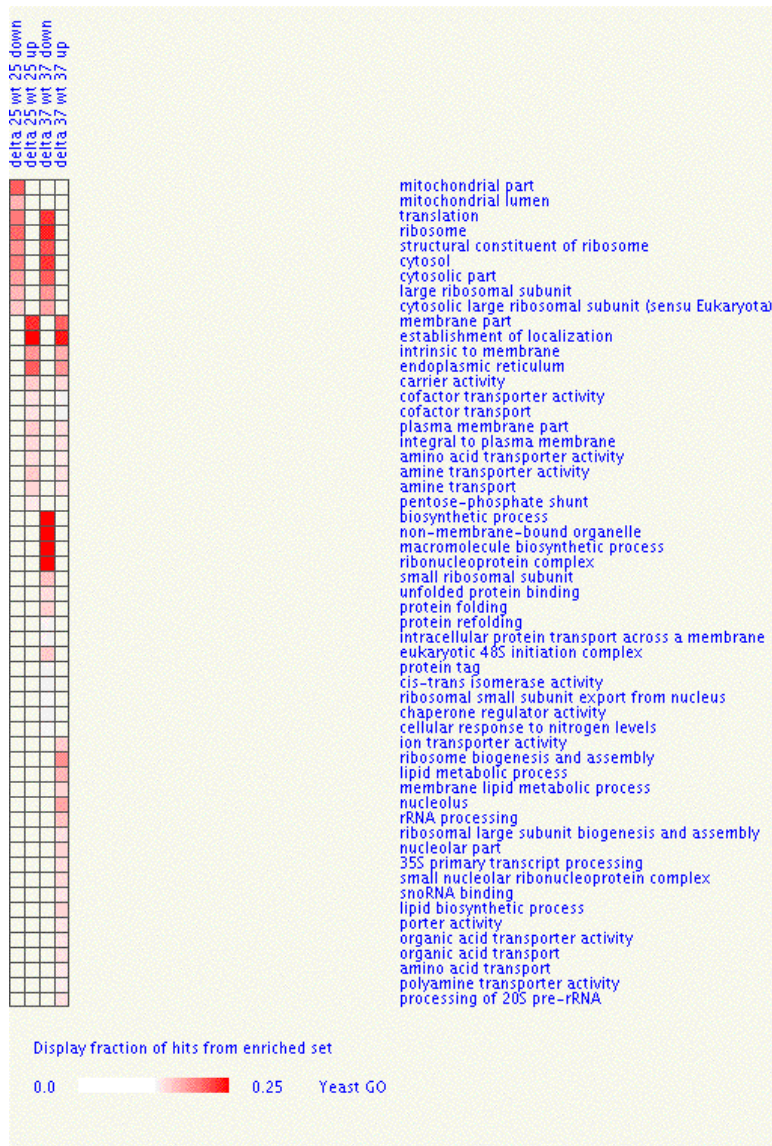 delta 25 wt 25 down
delta 25 wt 25 up
delta 37 wt 37 down
delta 37 wt 37 up
mitochondrial part
mitochondrial lumen
translation
ribosome
structural constituent of ribosome
cytosol
cytosolic part
large ribosomal subunit
cytosolic large ribosomal subunit (sensu Eukaryota)
membrane part
establishment of localization
intrinsic to membrane
endoplasmic reticulum
carrier activity
cofactor transporter activity
cofactor transport
plasma membrane part
integral to plasma membrane
amino acid transporter activity
amine transporter activity
amine transport
pentose-phosphate shunt
biosynthetic process
non-membrane-bound organelle
macromolecule biosynthetic process
ribonucleoprotein complex
small ribosomal subunit
unfolded protein binding
protein folding
protein refolding
intracellular protein transport across a membrane
eukaryotic 48S initiation complex
protein tag
cis-trans isomerase activity
ribosomal small subunit export from nucleus
chaperone regulator activity
cellular response to nitrogen levels
ion transporter activity
ribosome biogenesis and assembly
lipid metabolic process
membrane lipid metabolic process
nucleolus
rRNA processing
ribosomal large subunit biogenesis and assembly
nucleolar part
35S primary transcript processing
small nucleolar ribonucleoprotein complex
snoRNA binding
lipid biosynthetic process
porter activity
organic acid transporter activity
organic acid transport
amino acid transport
polyamine transporter activity
processing of 20S pre-rRNA
Display fraction of hits from enriched set
0.0 0.25 Yeast GO